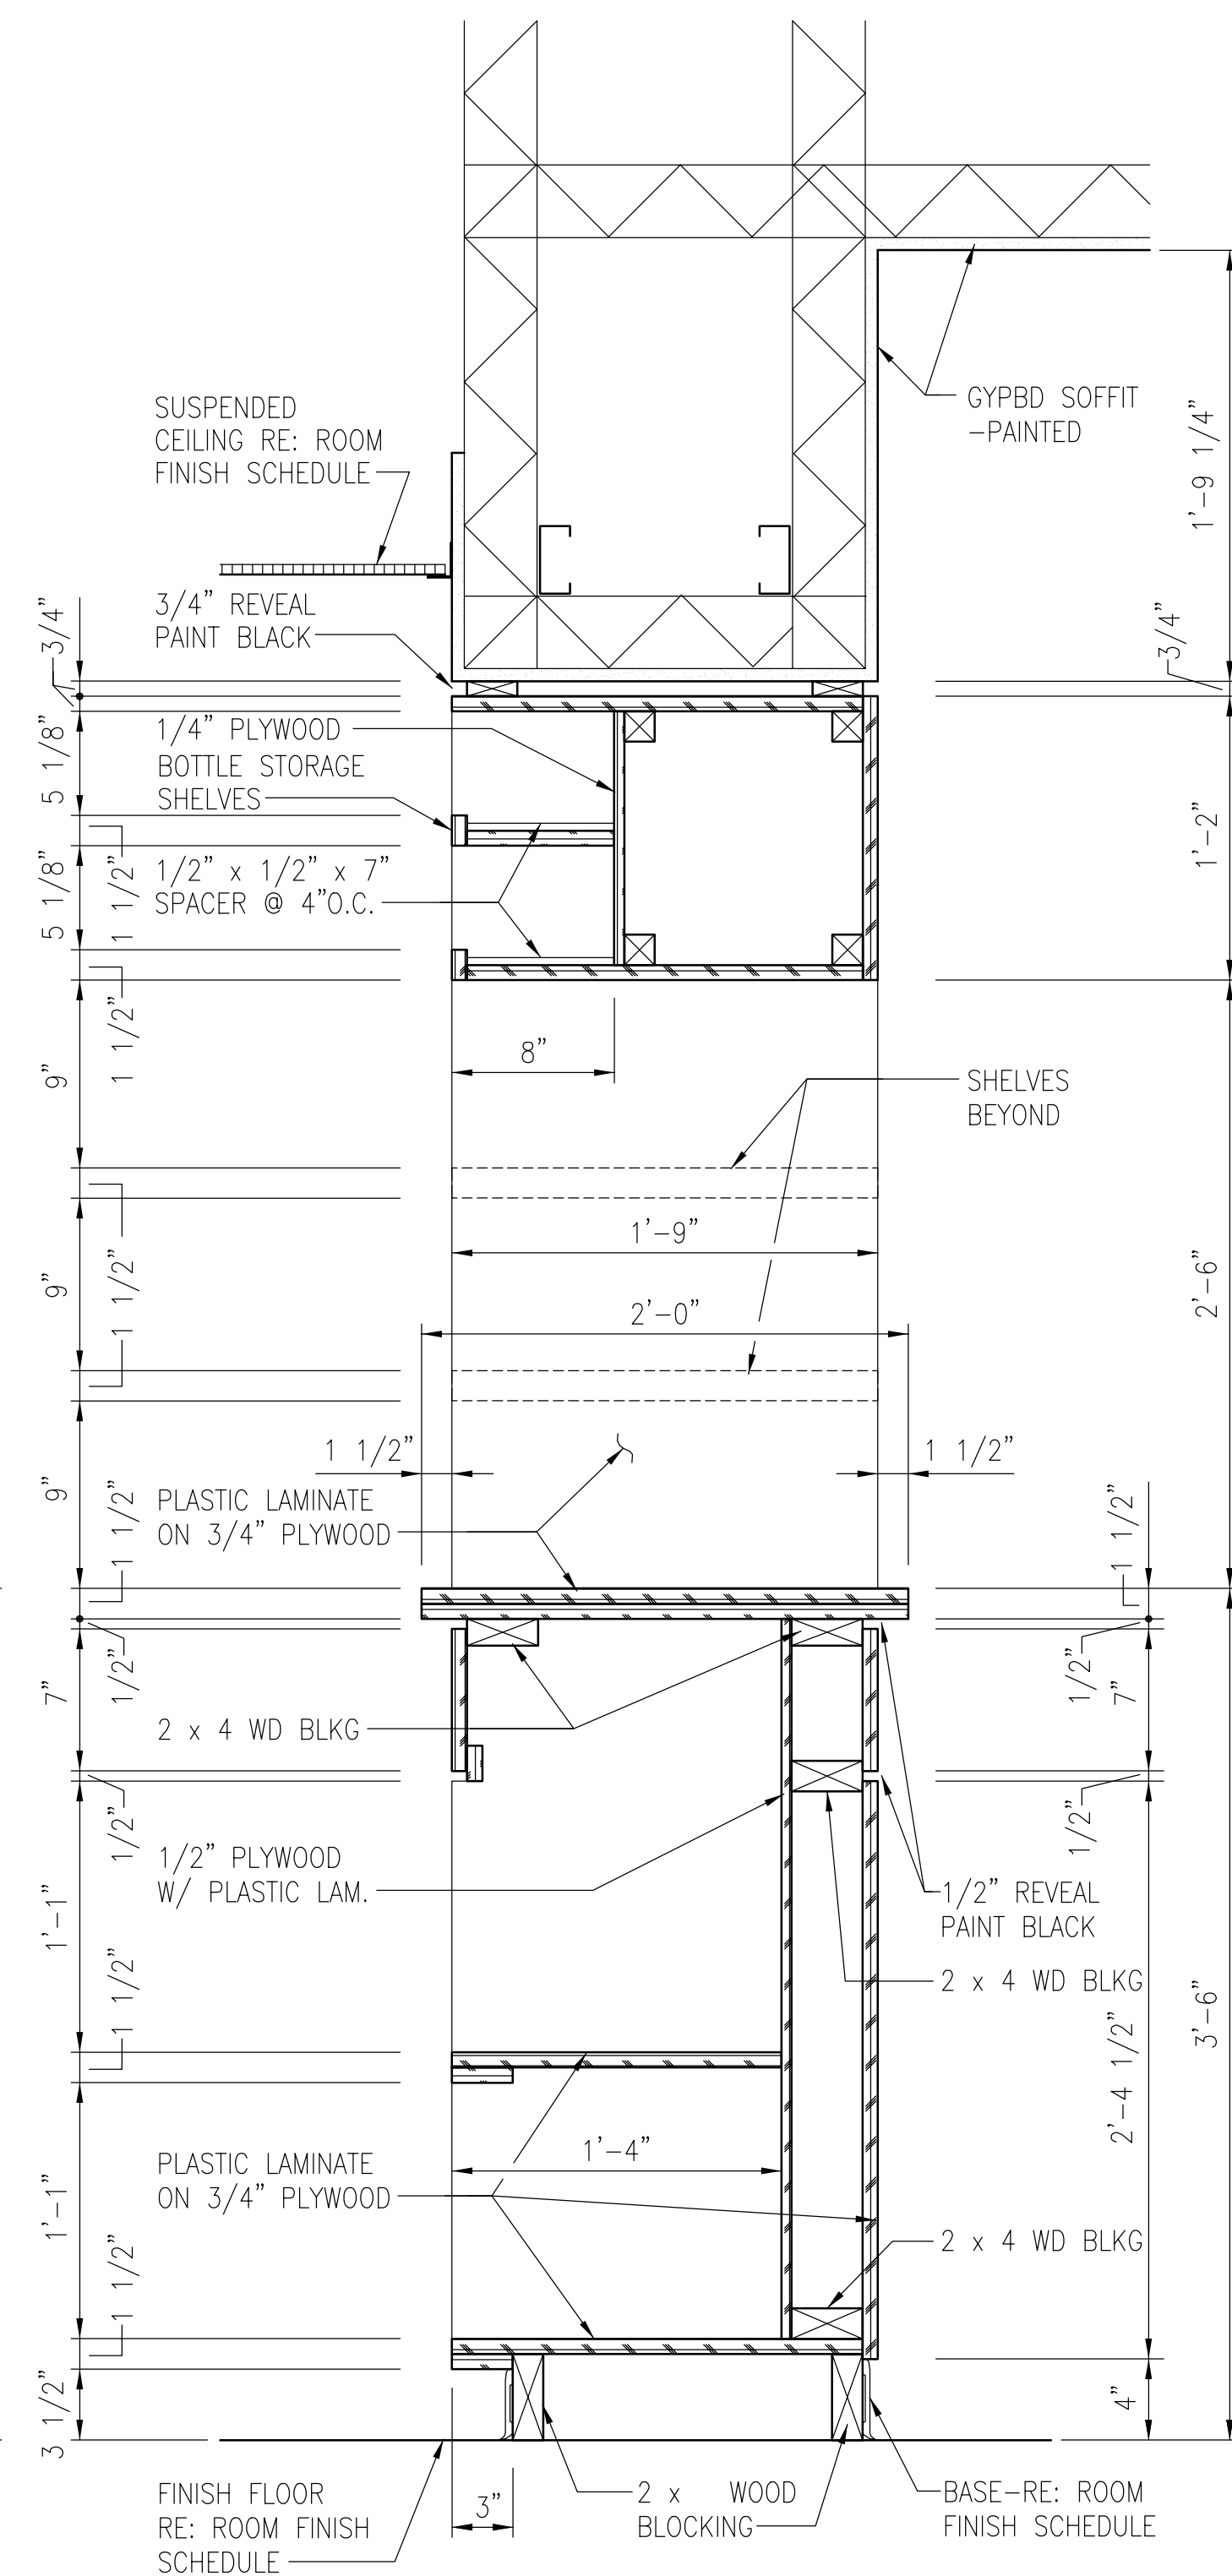 SUSPENDED
CEILING RE: ROOM
FINISH SCHEDULE
GYPBD SOFFIT
-PAINTED
1'-9 1/4"
3/4"
3/4" REVEAL
PAINT BLACK
3/4"
5 1/8"
1/4" PLYWOOD
BOTTLE STORAGE
SHELVES
1'-2"
5 1/8"
1 1/2"
1/2" x 1/2" x 7"
SPACER @ 4"O.C.
1 1/2"
9"
8"
SHELVES
BEYOND
1'-9"
9"
1 1/2"
2'-6"
2'-0"
1 1/2"
1 1/2"
9"
1 1/2"
PLASTIC LAMINATE
ON 3/4" PLYWOOD
1 1/2"
1/2"
7"
1/2"
7"
2 x 4 WD BLKG
1/2"
1/2"
1/2" PLYWOOD
W/ PLASTIC LAM.
1/2" REVEAL
PAINT BLACK
1'-1"
1 1/2"
2 x 4 WD BLKG
3'-6"
2'-4 1/2"
1'-4"
PLASTIC LAMINATE
ON 3/4" PLYWOOD
1'-1"
1 1/2"
2 x 4 WD BLKG
3 1/2"
4"
FINISH FLOOR
RE: ROOM FINISH
SCHEDULE
3"
2 x WOOD
BLOCKING
BASE-RE: ROOM
FINISH SCHEDULE